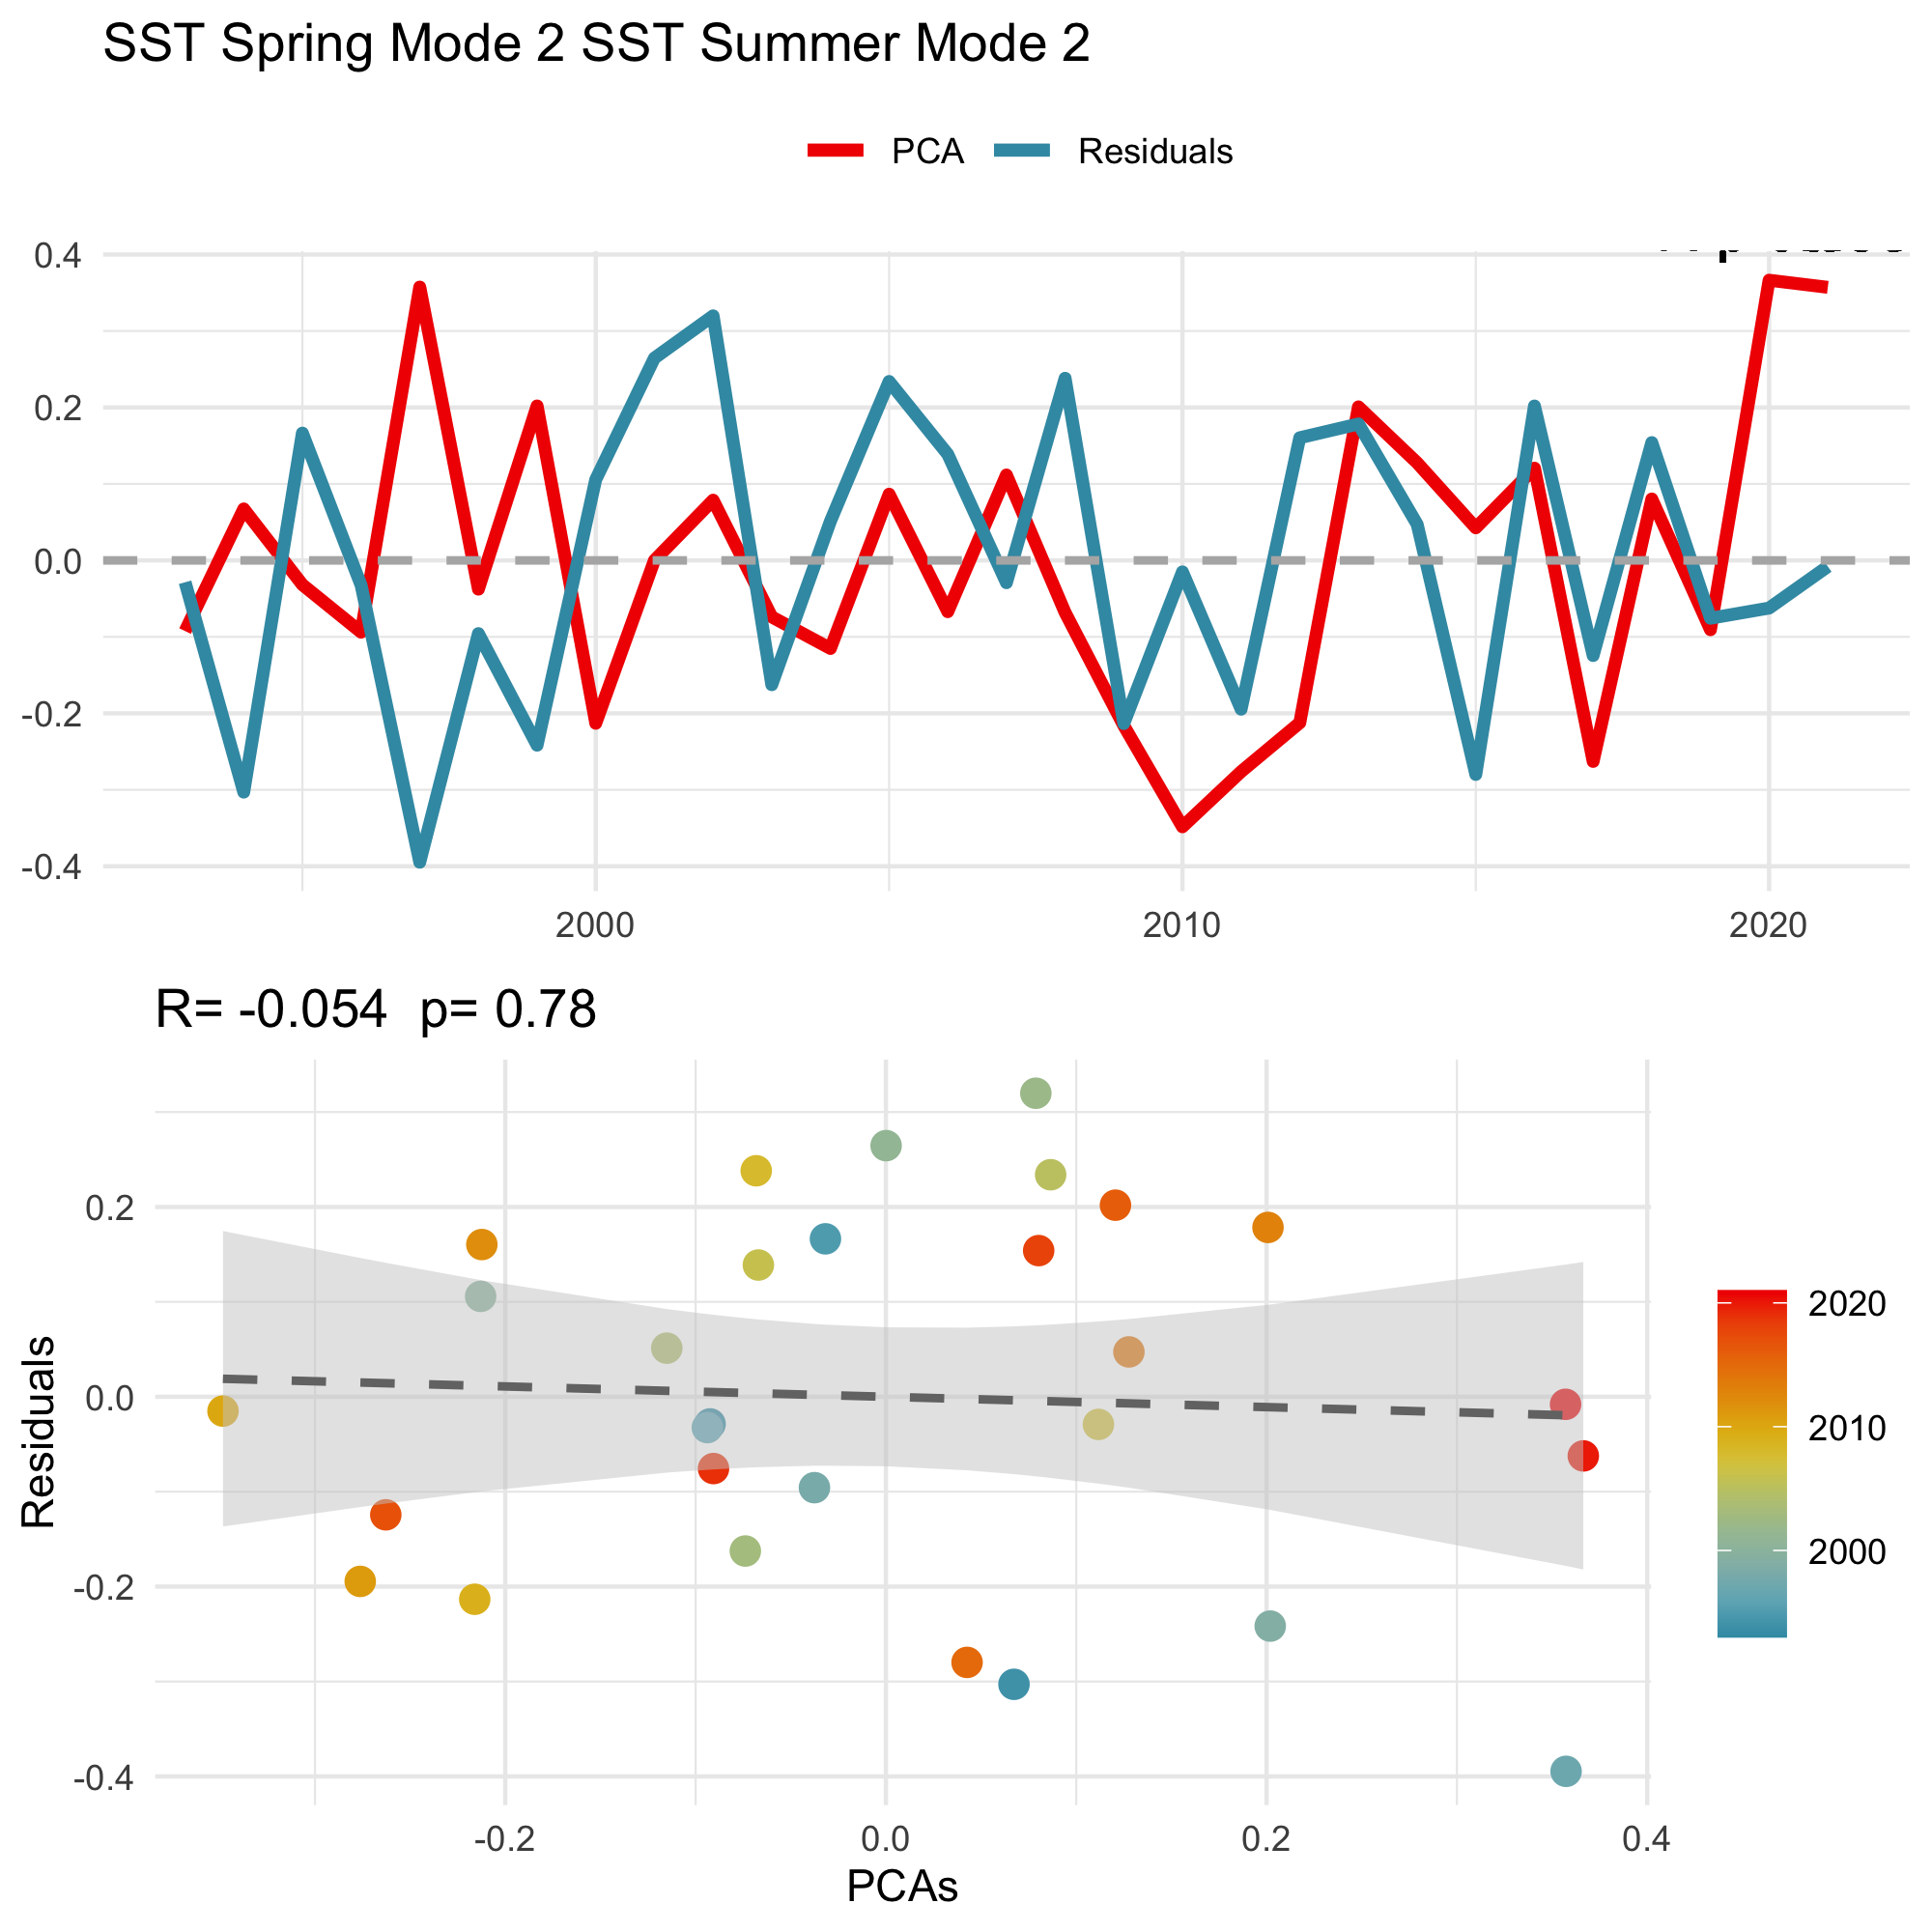 SST Spring Mode 2 SST Summer Mode 2
PCA Residuals
0.4
0.2
0.0
-0.2
-0.4
2000 2010 2020
R= -0.054 p= 0.78
Residuals
0.2
0.0
-0.2
-0.4
-0.2 0.0 0.2 0.4
PCAs
2020
2010
2000